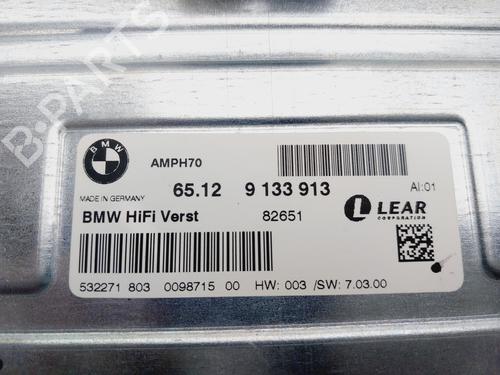 B-PARTS
BMW
AMPH70
MADE IN GERMANY
65.12 9 133 913
AI:01
BMW HiFi Verst
82651
LEAR
CORPORATION
532271 803 0098715 00 HW: 003 /SW: 7.03.00